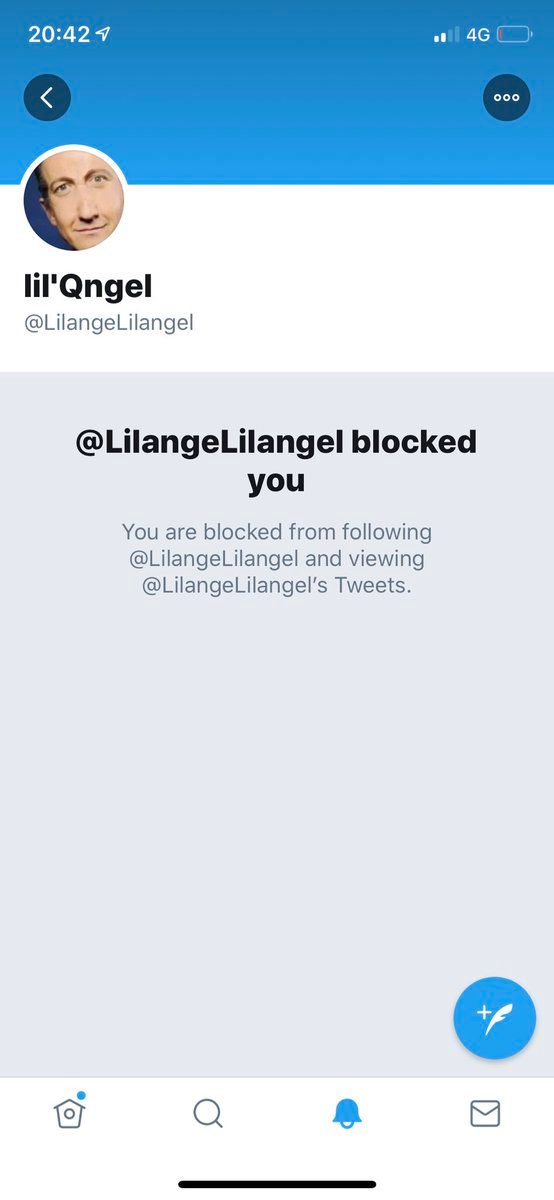 20:42 4G
lil'Qngel
@LilangeLilangel
@LilangeLilangel blocked
you
You are blocked from following
@LilangeLilangel and viewing
@LilangeLilangel’s Tweets.